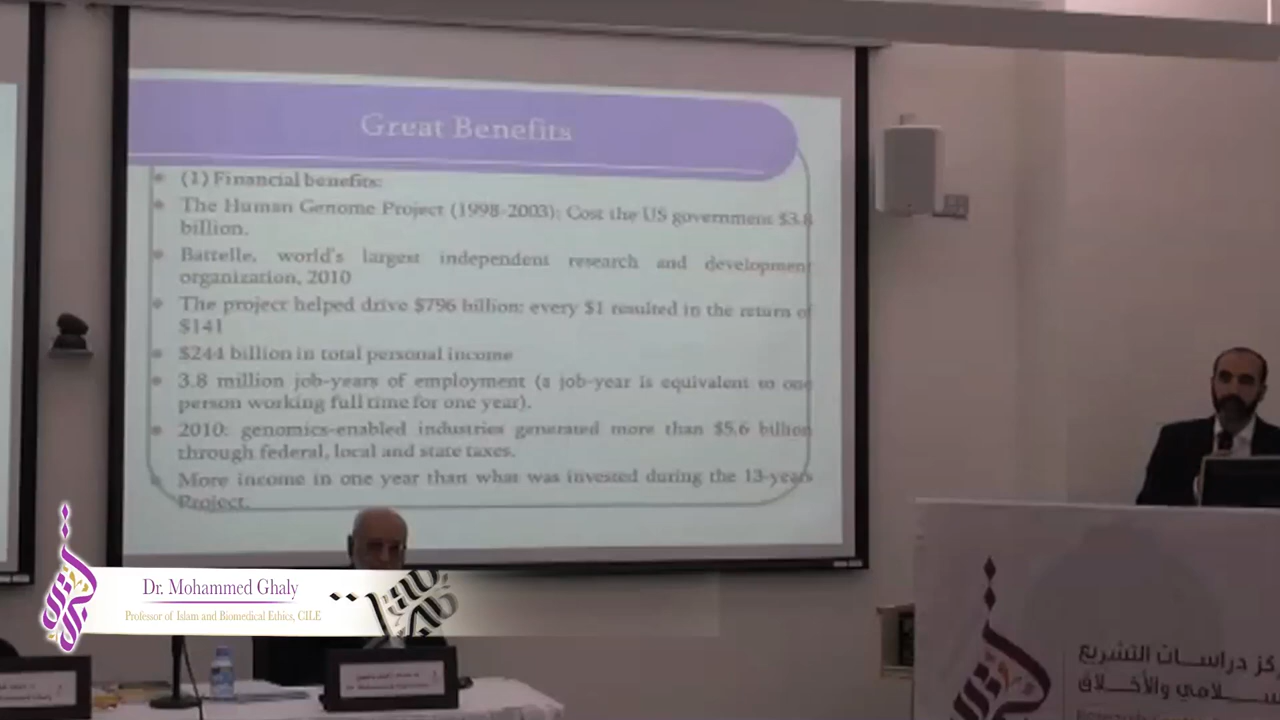 Great Benefits
(1) Financial benefits:
The Human Genome Project (1998-2003): Cost the US government $3.8
billion.
Battelle, world's largest independent research and development
organization, 2010
The project helped drive $796 billion: every $1 resulted in the return of
$141
$244 billion in total personal income
3.8 million job-years of employment (a job-year is equivalent to one
person working full time for one year).
2010: genomics-enabled industries generated more than $5.6 billion
through federal, local and state taxes.
More income in one year than what was invested during the 13-years
Project.
Dr. Mohammed Ghaly
Professor of Islam and Biomedical Ethics, CILE
كز دراسات التشريع
سلامي والأخلاق